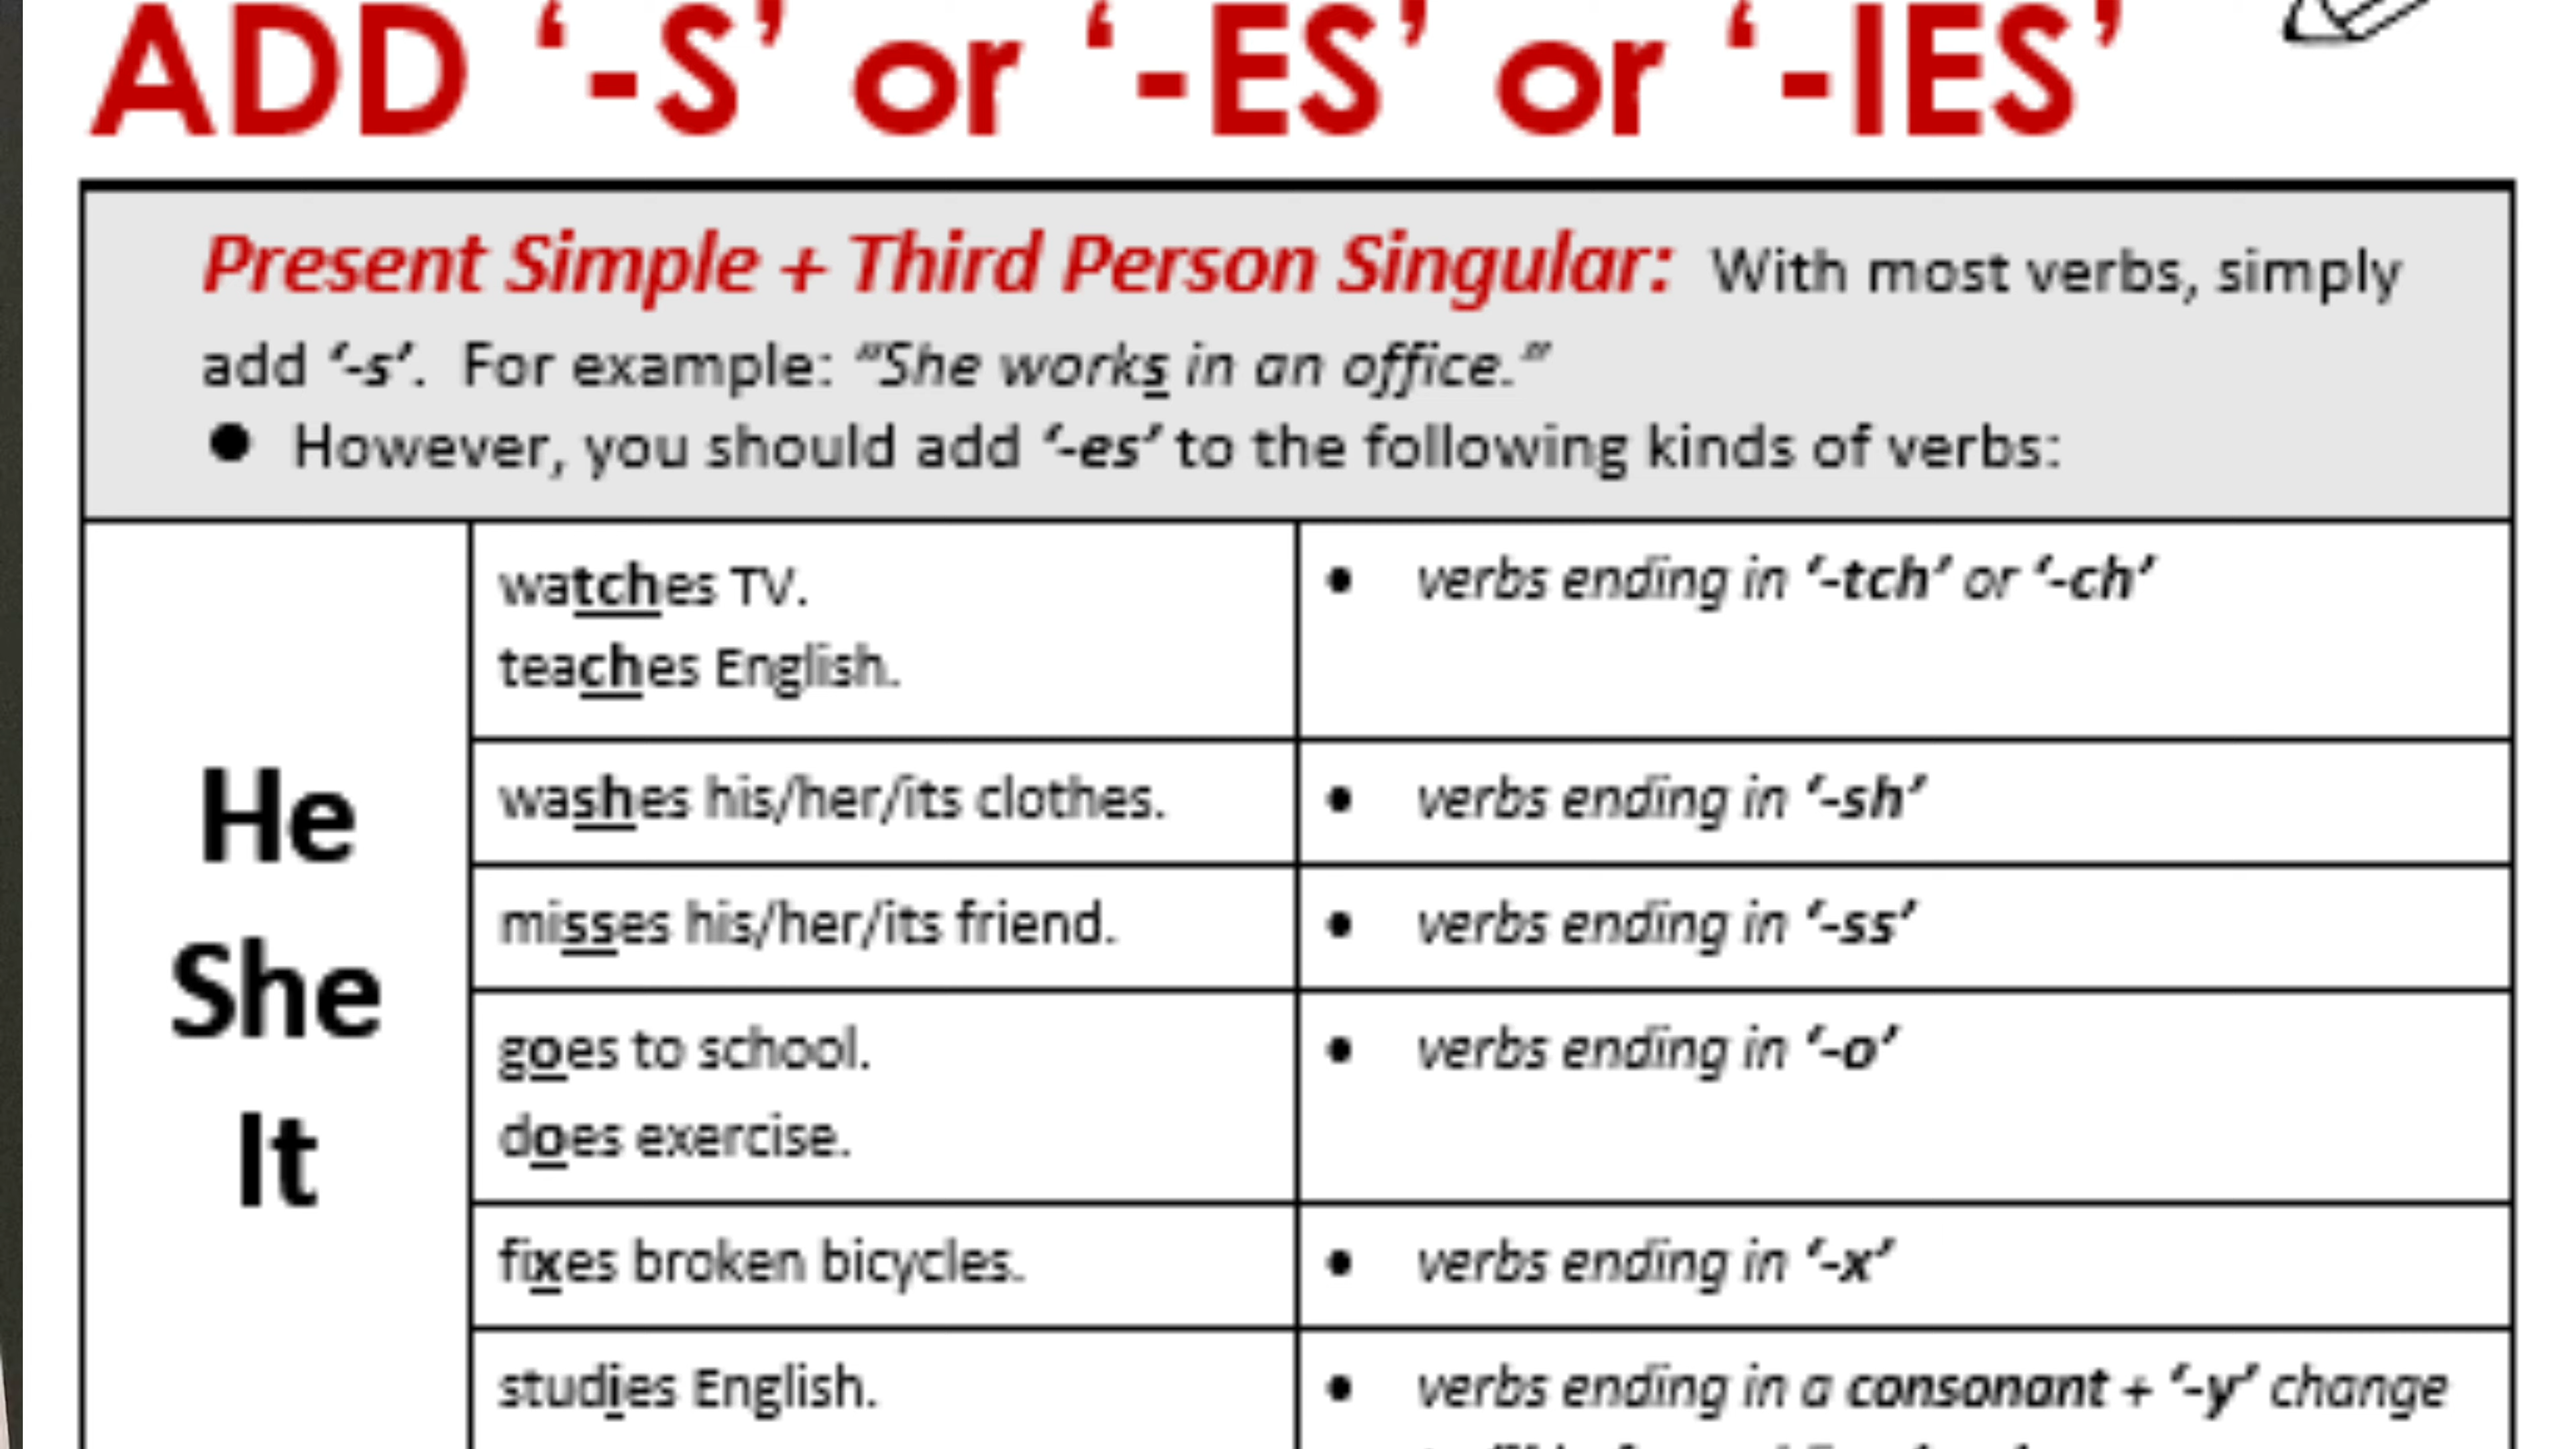 ADD ‘-S’ or ‘-ES’ or ‘-IES’
Present Simple + Third Person Singular: With most verbs, simply
add ‘-s’. For example: “She works in an office.”
● However, you should add ‘-es’ to the following kinds of verbs:
He
She
It
watches TV.
teaches English.
• verbs ending in ‘-tch’ or ‘-ch’
washes his/her/its clothes.
• verbs ending in ‘-sh’
misses his/her/its friend.
• verbs ending in ‘-ss’
goes to school.
does exercise.
• verbs ending in ‘-o’
fixes broken bicycles.
• verbs ending in ‘-x’
studies English.
• verbs ending in a consonant + ‘-y’ change